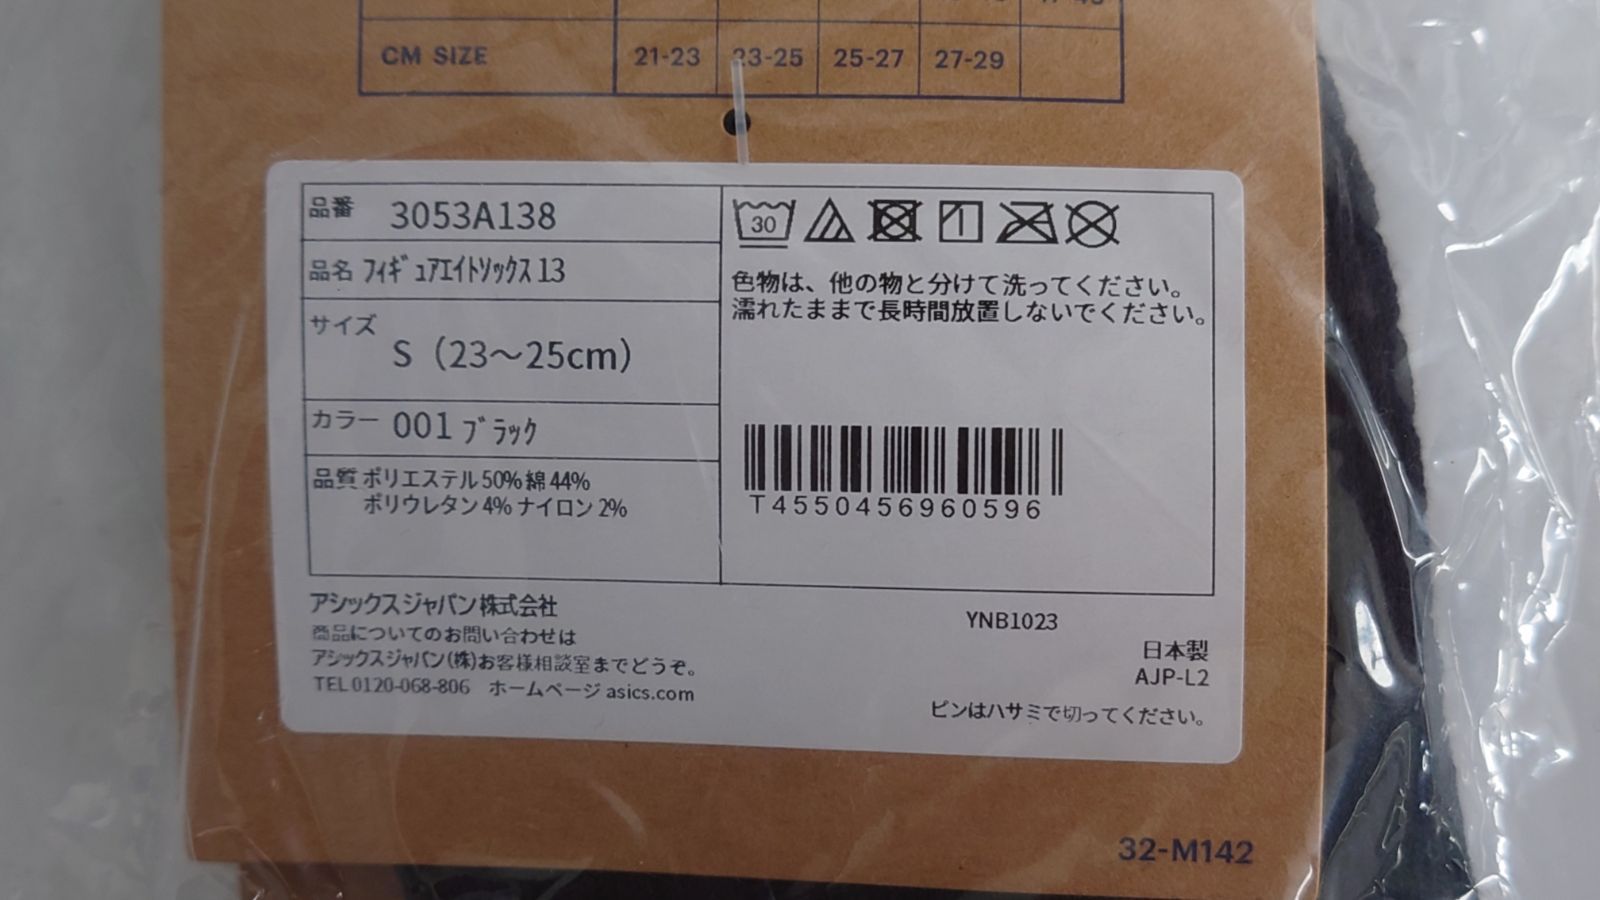 CM SIZE 21-23 23-25 25-27 27-29
品番 3053A138
品名 フィギュアエイトソックス13
サイズ
S（23～25cm）
カラー 001 ブラック
品質 ポリエステル50% 綿44%
ポリウレタン4% ナイロン2%
30
色物は、他の物と分けて洗ってください。
濡れたままで長時間放置しないでください。
T4550456960596
アシックスジャパン株式会社
商品についてのお問い合わせは
アシックスジャパン(株)お客様相談室までどうぞ。
TEL 0120-068-806 ホームページ asics.com
YNB1023
日本製
AJP-L2
ピンはハサミで切ってください。
32-M142